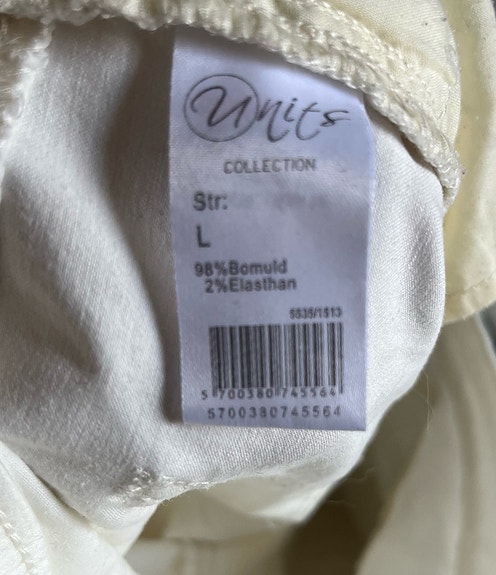 Units
COLLECTION
Str:
L
98%Bomuld
2%Elasthan
5535/1513
5 700380 745564
5700380745564